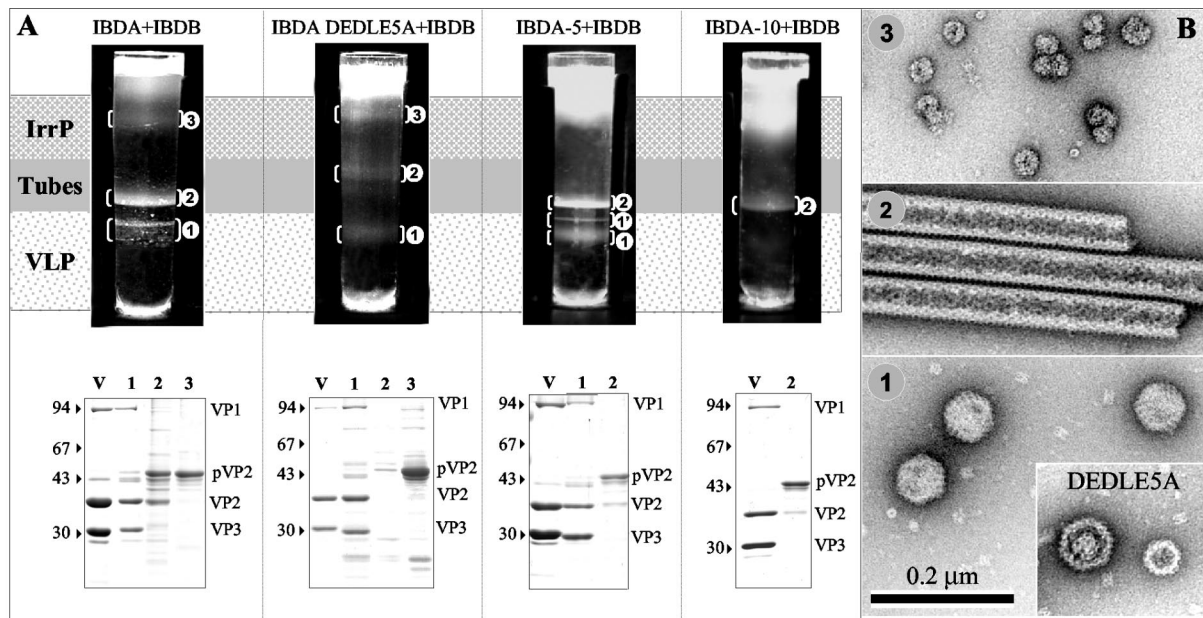 A
IBDA+IBDB
IBDA DEDLE5A+IBDB
IBDA-5+IBDB
IBDA-10+IBDB
IrrP
Tubes
VLP
3
2
1
3
2
1
2
1'
1
2
V 1 2 3
94
67
43
30
VP1
pVP2
VP2
VP3
V 1 2 3
94
67
43
30
VP1
pVP2
VP2
VP3
V 1 2
94
67
43
30
VP1
pVP2
VP2
VP3
V 2
94
67
43
30
VP1
pVP2
VP2
VP3
3
B
2
1
DEDLE5A
0.2 µm